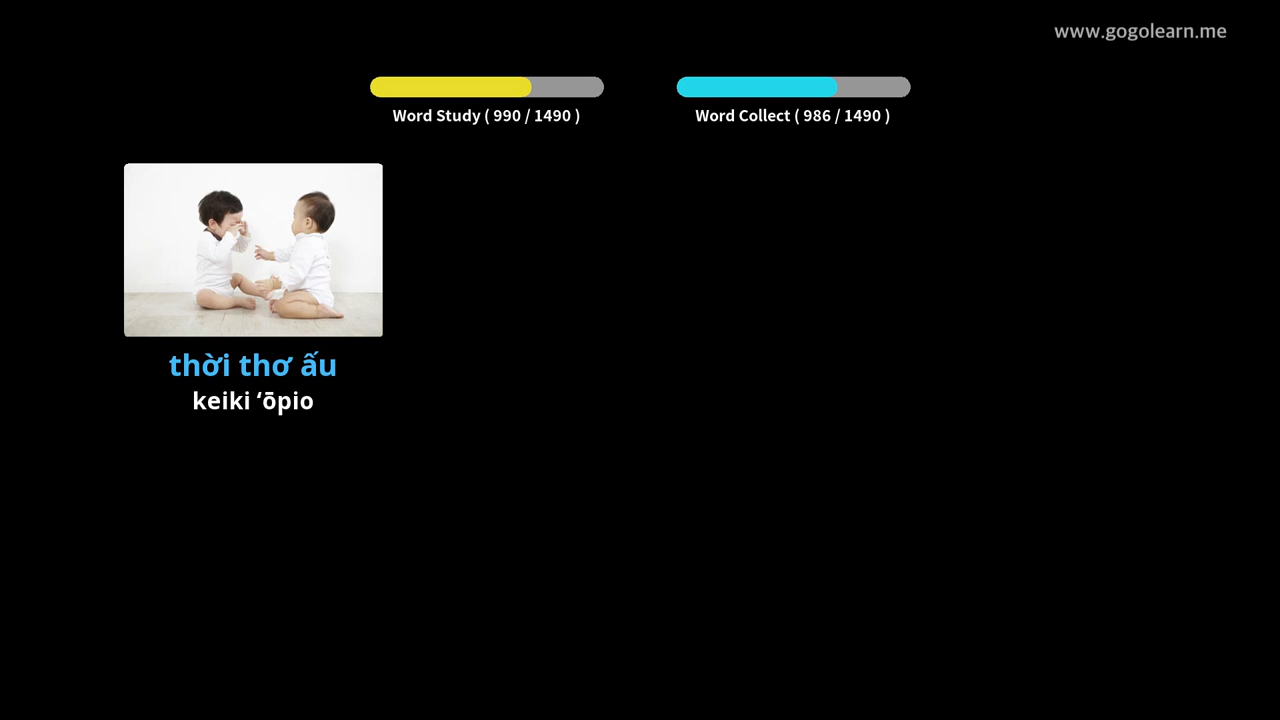 www.gogolearn.me
Word Study ( 990 / 1490 )
Word Collect ( 986 / 1490 )
thời thơ ấu
keiki ʻōpio